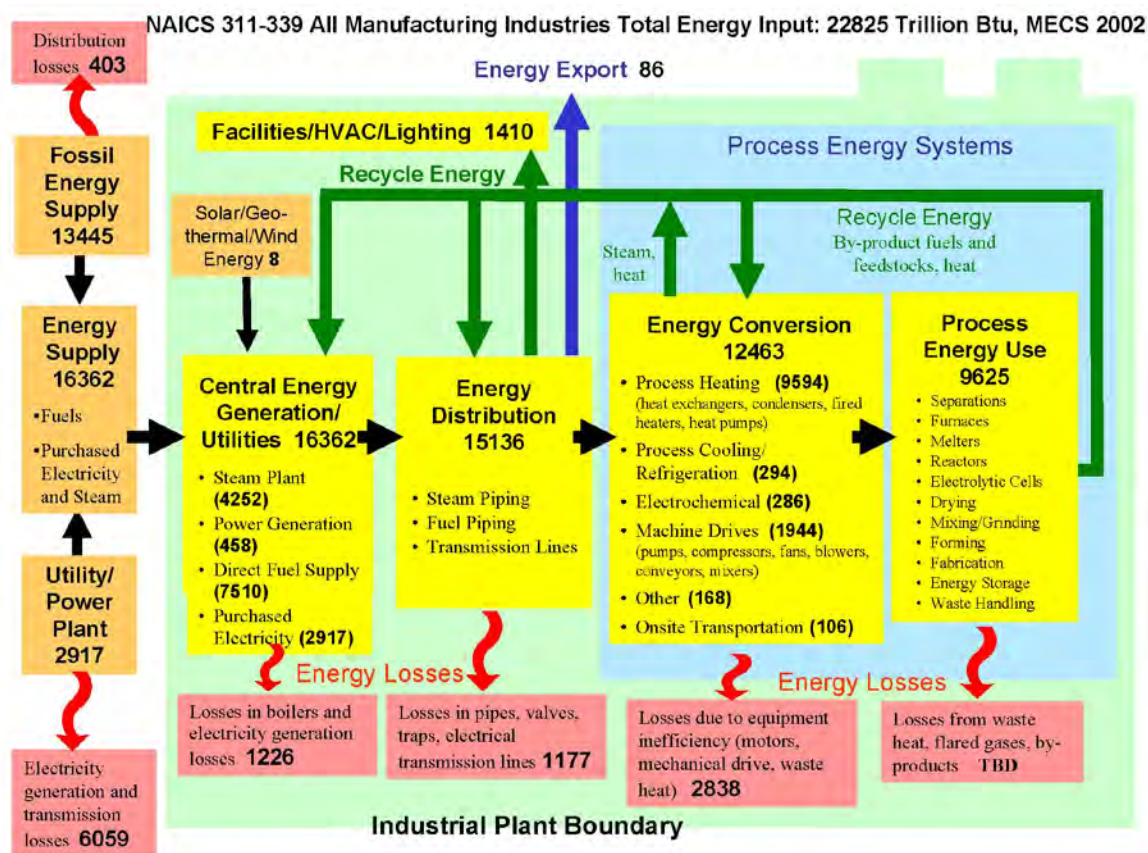 NAICS 311-339 All Manufacturing Industries Total Energy Input: 22825 Trillion Btu, MECS 2002
Distribution
losses 403
Energy Export 86
Facilities/HVAC/Lighting 1410
Process Energy Systems
Fossil
Energy
Supply
13445
Recycle Energy
Solar/Geo-
thermal/Wind
Energy 8
Steam,
heat
Recycle Energy
By-product fuels and
feedstocks, heat
Energy
Supply
16362
•Fuels
•Purchased
Electricity
and Steam
Central Energy
Generation/
Utilities 16362
• Steam Plant
(4252)
• Power Generation
(458)
• Direct Fuel Supply
(7510)
• Purchased
Electricity (2917)
Energy
Distribution
15136
• Steam Piping
• Fuel Piping
• Transmission Lines
Energy Conversion
12463
• Process Heating (9594)
(heat exchangers, condensers, fired
heaters, heat pumps)
• Process Cooling/
Refrigeration (294)
• Electrochemical (286)
• Machine Drives (1944)
(pumps, compressors, fans, blowers,
conveyors, mixers)
• Other (168)
• Onsite Transportation (106)
Process
Energy Use
9625
• Separations
• Furnaces
• Melters
• Reactors
• Electrolytic Cells
• Drying
• Mixing/Grinding
• Forming
• Fabrication
• Energy Storage
• Waste Handling
Utility/
Power
Plant
2917
Energy Losses
Energy Losses
Electricity
generation and
transmission
losses 6059
Losses in boilers and
electricity generation
losses 1226
Losses in pipes, valves,
traps, electrical
transmission lines 1177
Losses due to equipment
inefficiency (motors,
mechanical drive, waste
heat) 2838
Losses from waste
heat, flared gases, by-
products TBD
Industrial Plant Boundary